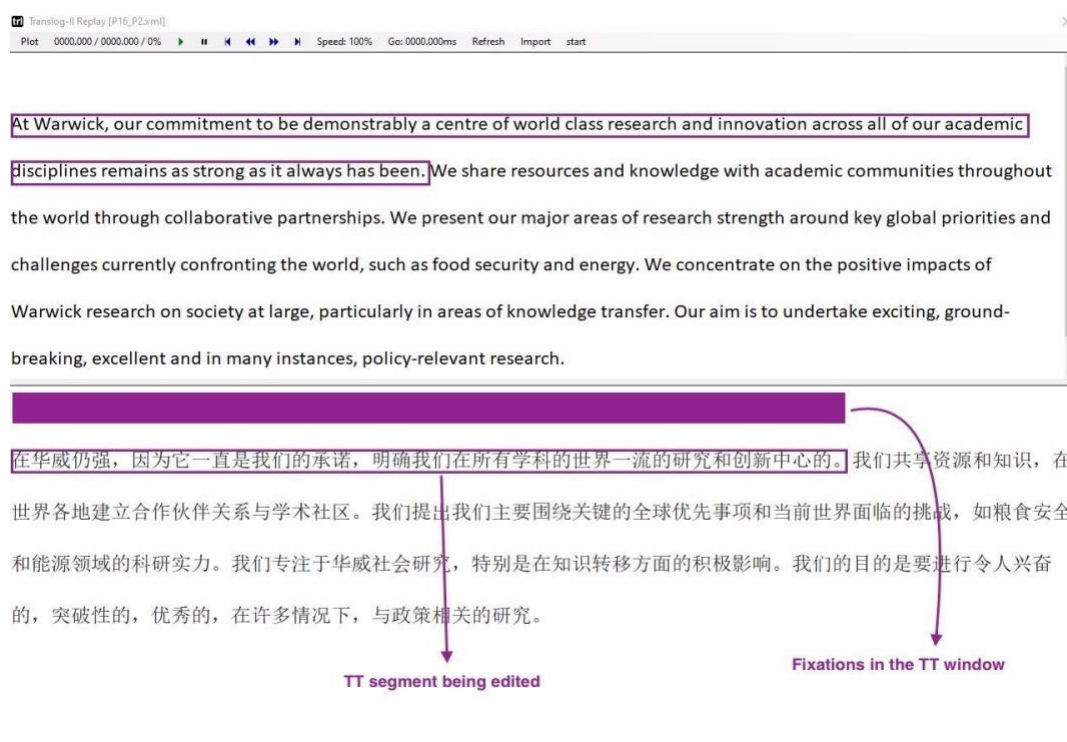 trl Translog-II Replay [P16_P2.xml]
Plot 0000.000 / 0000.000 / 0% Speed: 100% Go: 0000.000ms Refresh Import start
At Warwick, our commitment to be demonstrably a centre of world class research and innovation across all of our academic
disciplines remains as strong as it always has been. We share resources and knowledge with academic communities throughout
the world through collaborative partnerships. We present our major areas of research strength around key global priorities and
challenges currently confronting the world, such as food security and energy. We concentrate on the positive impacts of
Warwick research on society at large, particularly in areas of knowledge transfer. Our aim is to undertake exciting, ground-
breaking, excellent and in many instances, policy-relevant research.
在华威仍强，因为它一直是我们的承诺，明确我们在所有学科的世界一流的研究和创新中心的。我们共享资源和知识，在
世界各地建立合作伙伴关系与学术社区。我们提出我们主要围绕关键的全球优先事项和当前世界面临的挑战，如粮食安全
和能源领域的科研实力。我们专注于华威社会研究，特别是在知识转移方面的积极影响。我们的目的是要进行令人兴奋
的，突破性的，优秀的，在许多情况下，与政策相关的研究。
Fixations in the TT window
TT segment being edited